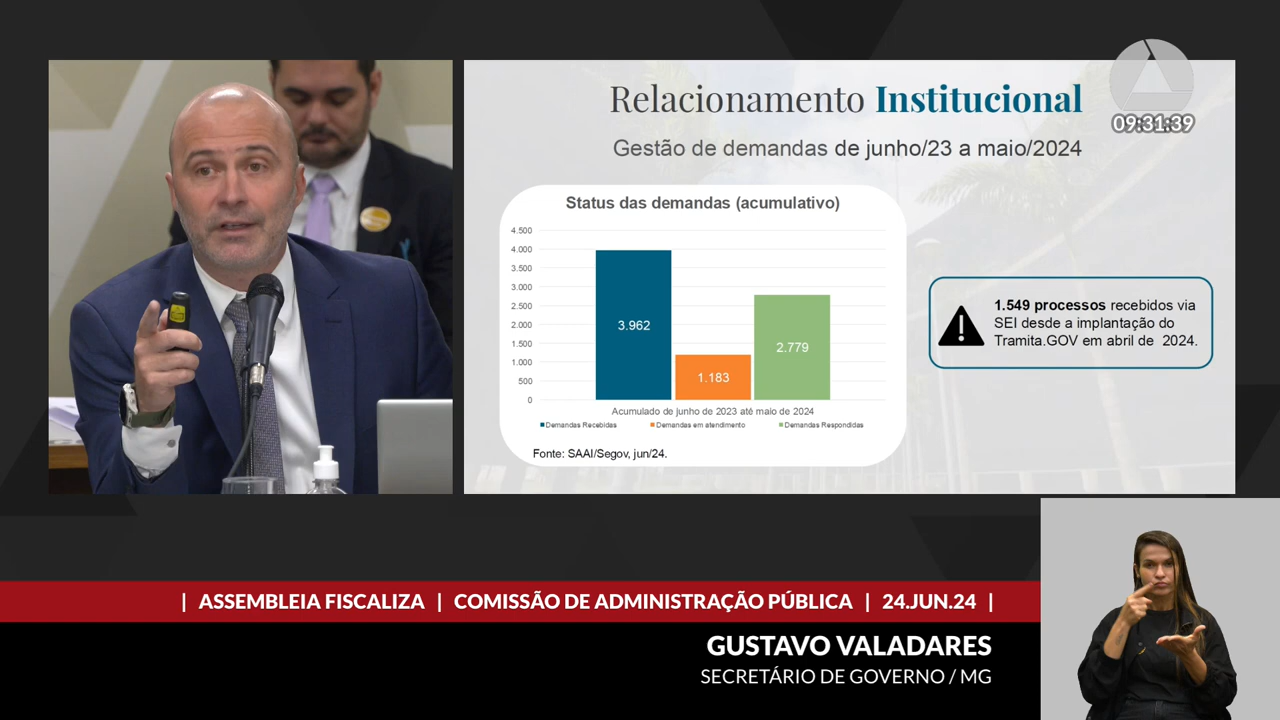 Relacionamento Institucional
09:31:39
Gestão de demandas de junho/23 a maio/2024
Status das demandas (acumulativo)
4.500
4.000
3.500
3.000
2.500
2.000
1.500
1.000
500
0
3.962
1.183
2.779
Acumulado de junho de 2023 até maio de 2024
Demandas Recebidas
Demandas em atendimento
Demandas Respondidas
Fonte: SAAI/Segov, jun/24.
1.549 processos recebidos via
SEI desde a implantação do
Tramita.GOV em abril de 2024.
| ASSEMBLEIA FISCALIZA | COMISSÃO DE ADMINISTRAÇÃO PÚBLICA | 24.JUN.24 |
GUSTAVO VALADARES
SECRETÁRIO DE GOVERNO / MG